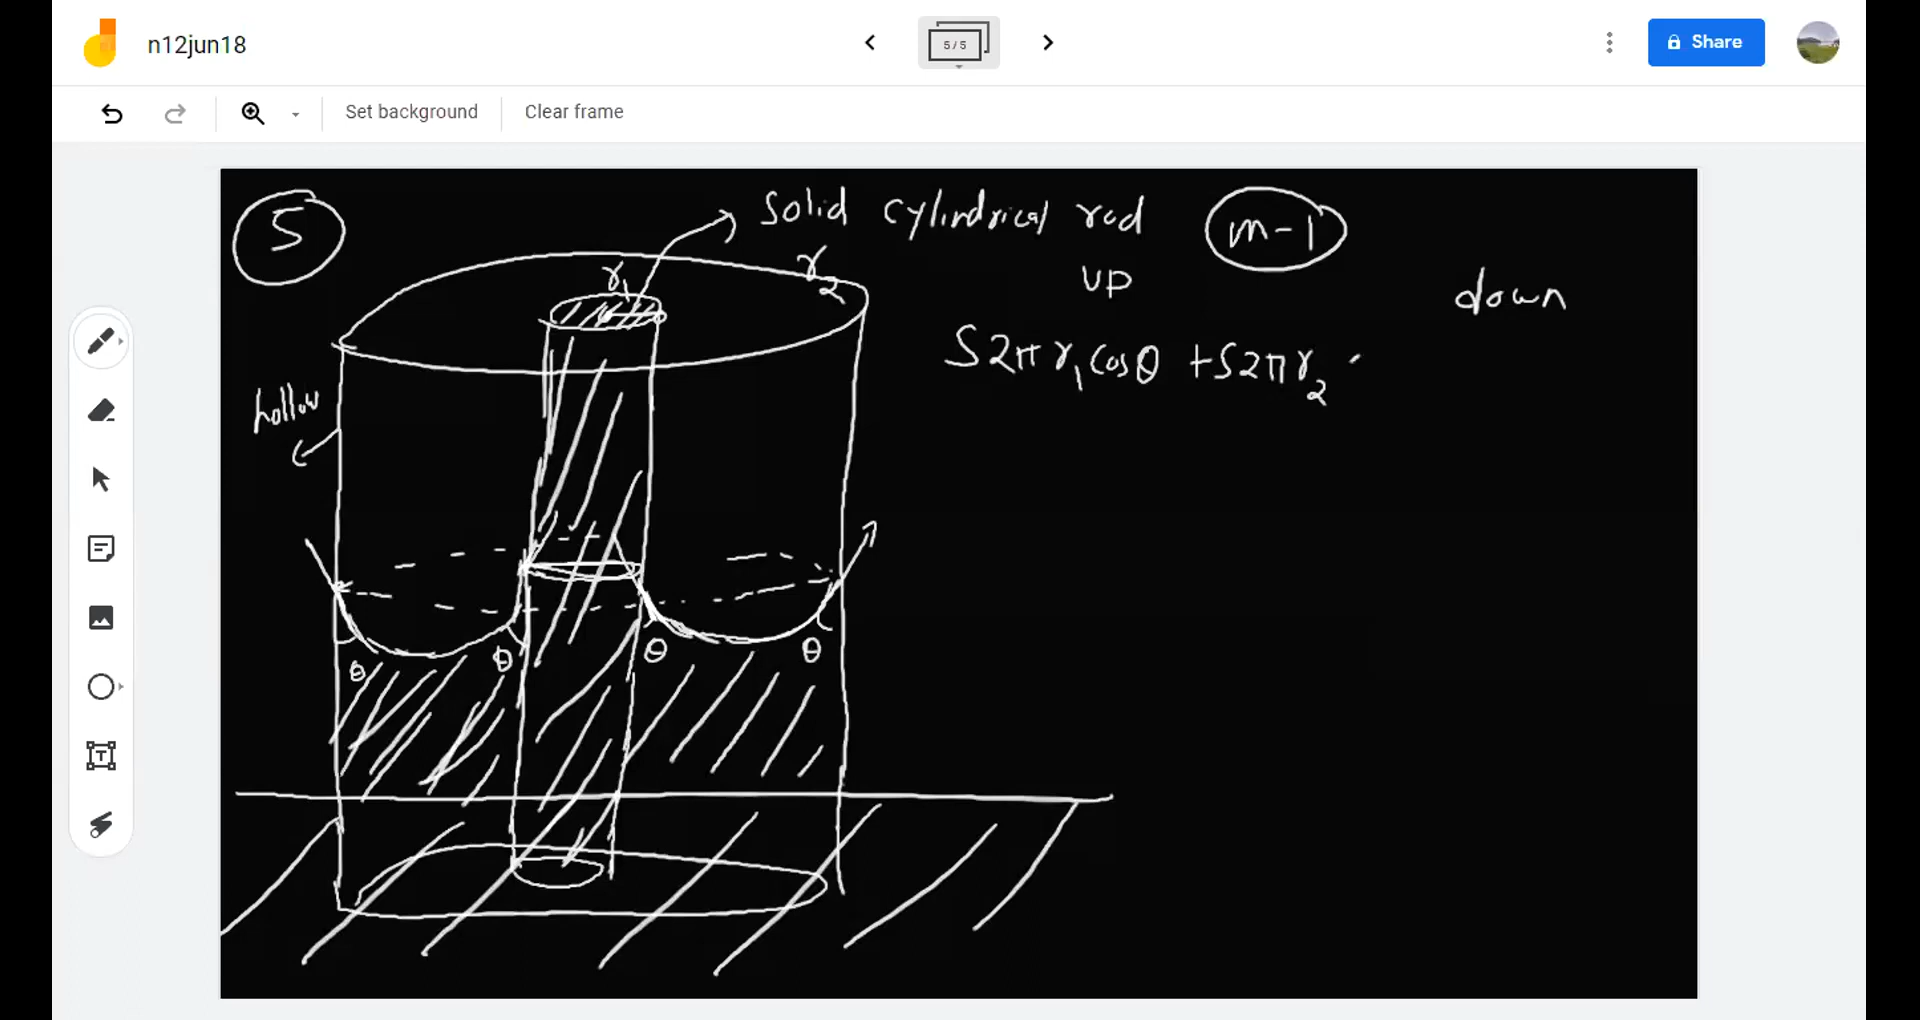 n12jun18
5 / 5
Share
Set background
Clear frame
5
solid cylindrical rod
m-1
r1
r2
UP
down
S2πr₁cosθ +S2πr₂
hollow
θ
θ
θ
θ